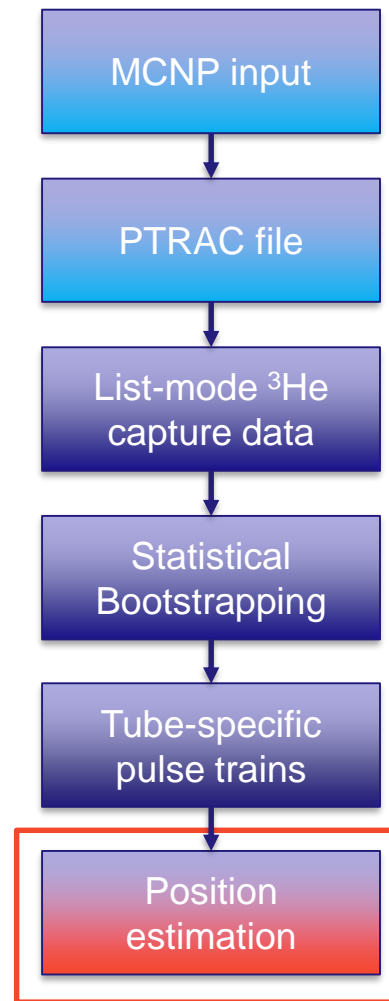 MCNP input
PTRAC file
List-mode ³He
capture data
Statistical
Bootstrapping
Tube-specific
pulse trains
Position
estimation